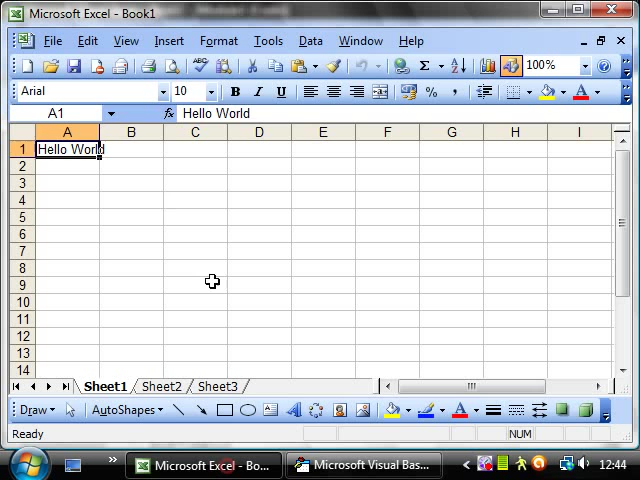 Microsoft Excel - Book1
File Edit View Insert Format Tools Data Window Help
ABC Σ A Z 100%
Arial 10 B I U % , A
A1 fx Hello World
A B C D E F G H I
1 Hello World
2
3
4
5
6
7
8
9
10
11
12
13
14
Sheet1 Sheet2 Sheet3
Draw AutoShapes A A
Ready NUM
Microsoft Excel - Bo... Microsoft Visual Bas... 12:44